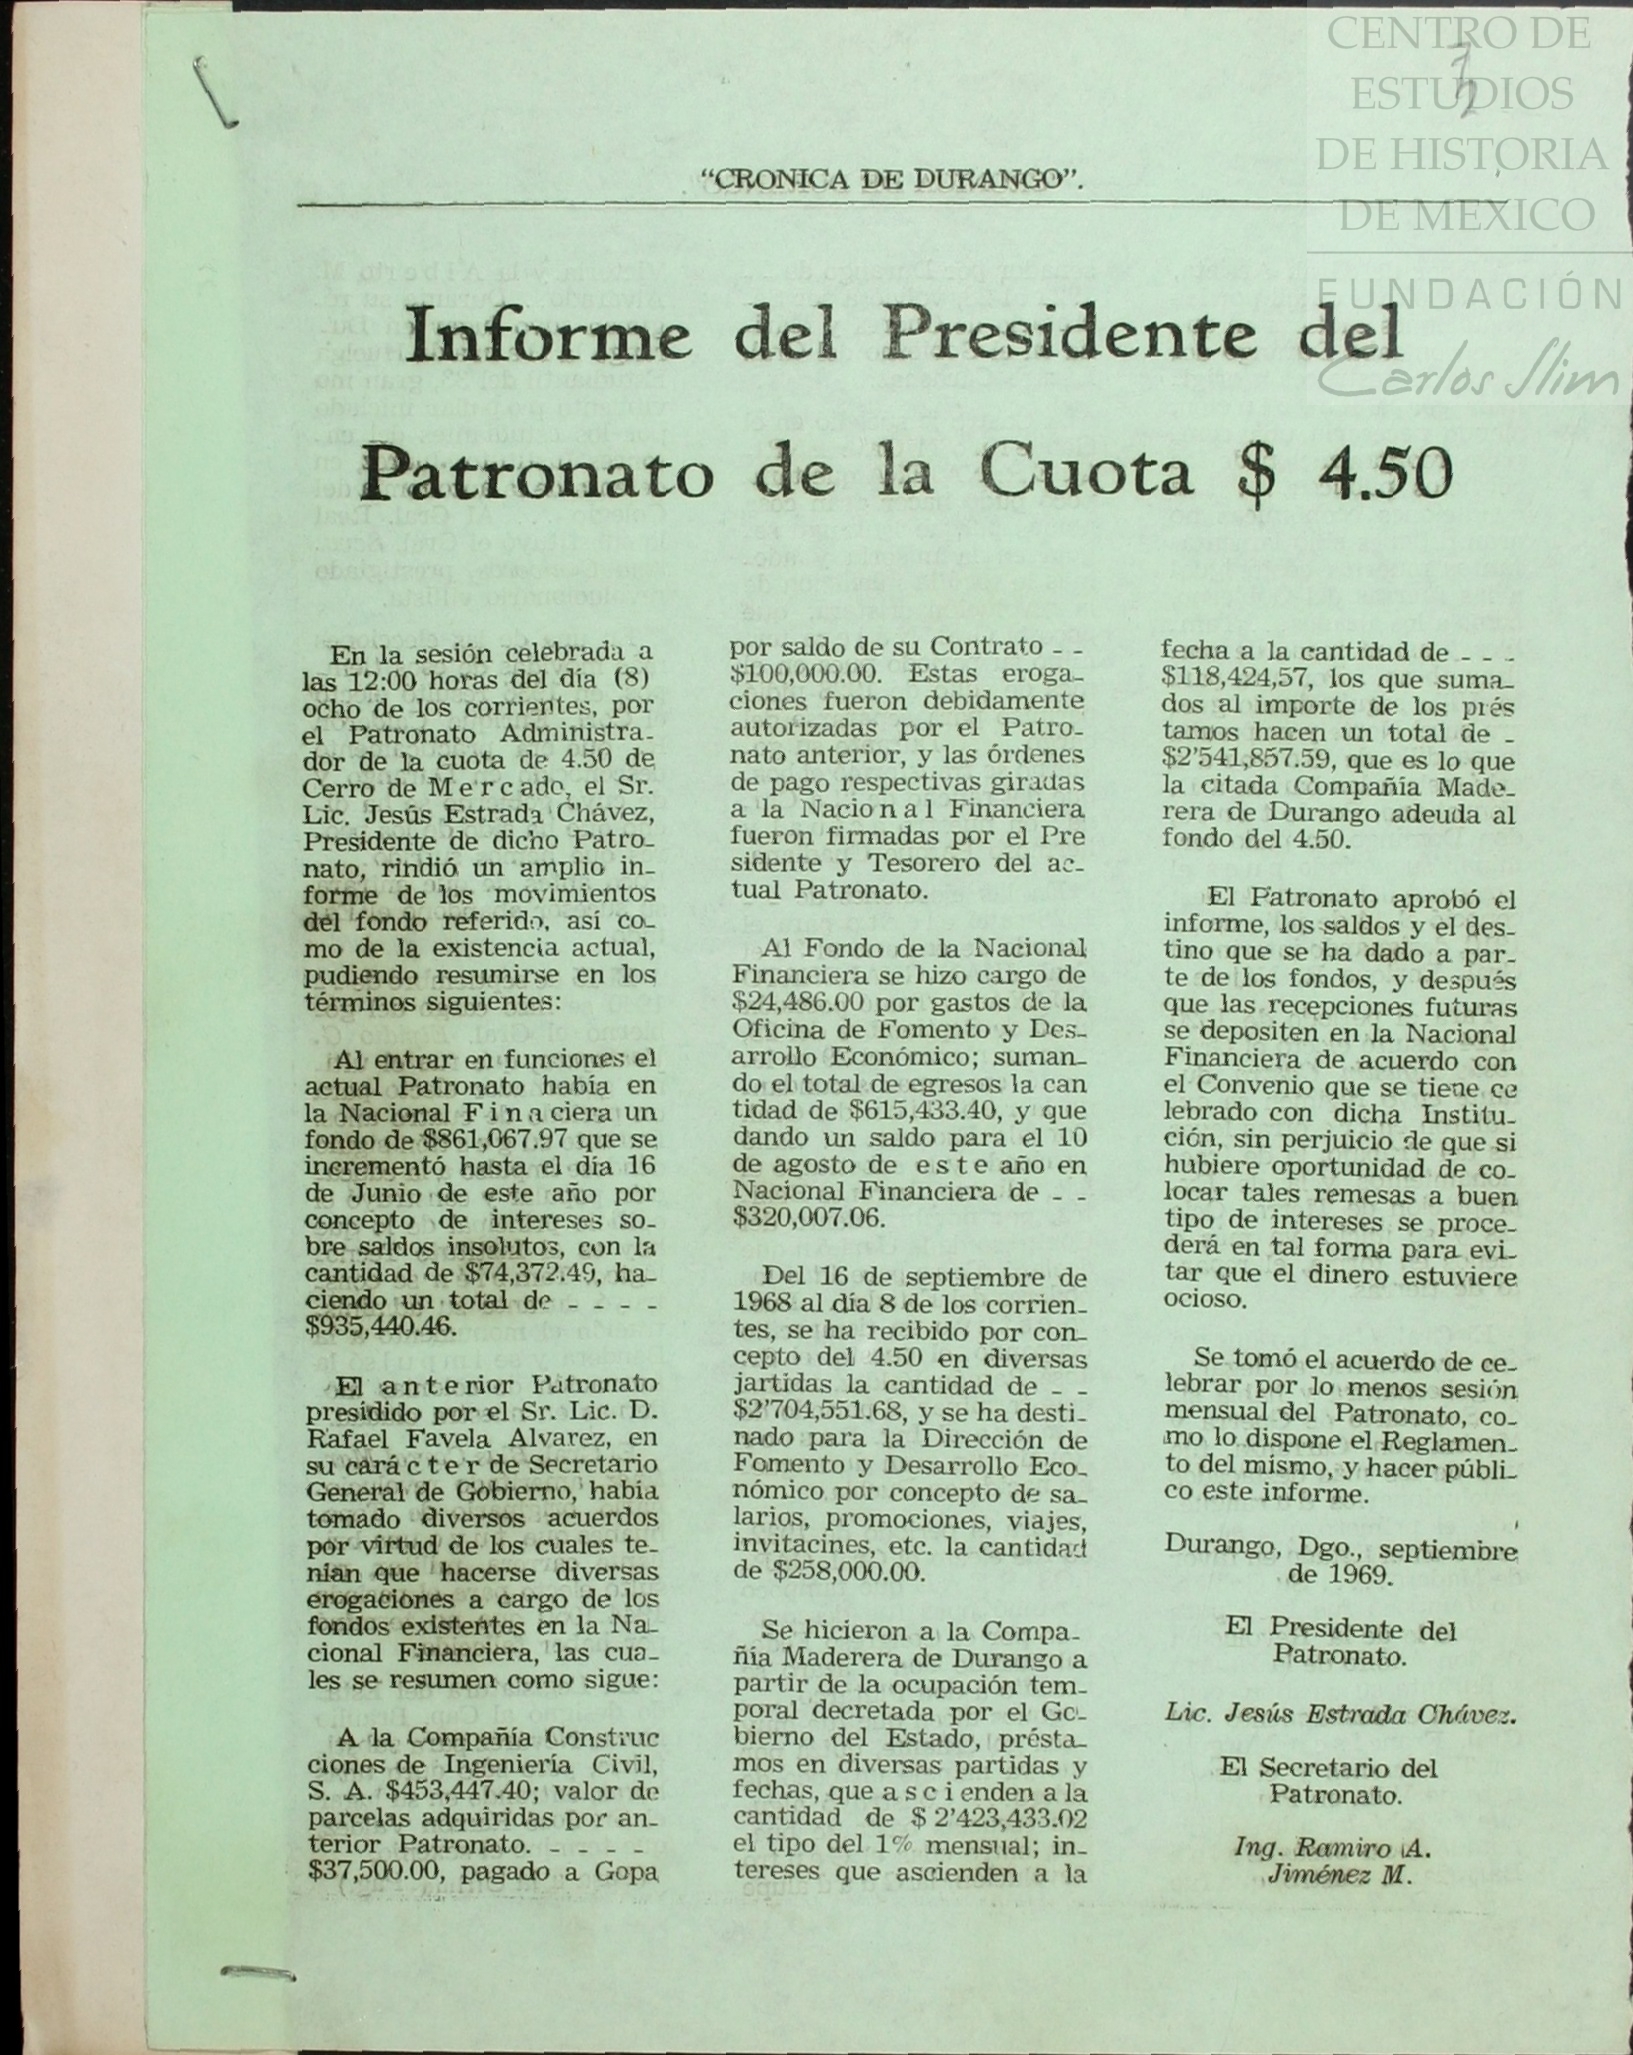 CENTRO DE
ESTUDIOS
DE HISTORIA
DE MEXICO
FUNDACIÓN
Carlos Slim
"CRONICA DE DURANGO".
Informe del Presidente del
Patronato de la Cuota $ 4.50
En la sesión celebrada a
las 12:00 horas del día (8)
ocho de los corrientes, por
el Patronato Administra-
dor de la cuota de 4.50 de
Cerro de Mercado, el Sr.
Lic. Jesús Estrada Chávez,
Presidente de dicho Patro-
nato, rindió un amplio in-
forme de los movimientos
del fondo referido, así co-
mo de la existencia actual,
pudiendo resumirse en los
términos siguientes:
Al entrar en funciones el
actual Patronato había en
la Nacional Finaciera un
fondo de $861,067.97 que se
incrementó hasta el día 16
de Junio de este año por
concepto de intereses so-
bre saldos insolutos, con la
cantidad de $74,372.49, ha-
ciendo un total de - - - -
$935,440.46.
El anterior Patronato
presidido por el Sr. Lic. D.
Rafael Favela Alvarez, en
su carácter de Secretario
General de Gobierno, había
tomado diversos acuerdos
por virtud de los cuales te-
nían que hacerse diversas
erogaciones a cargo de los
fondos existentes en la Na-
cional Financiera, las cua-
les se resumen como sigue:
A la Compañía Construc
ciones de Ingeniería Civil,
S. A. $453,447.40; valor de
parcelas adquiridas por an-
terior Patronato. - - - -
$37,500.00, pagado a Gopa
por saldo de su Contrato - -
$100,000.00. Estas eroga-
ciones fueron debidamente
autorizadas por el Patro-
nato anterior, y las órdenes
de pago respectivas giradas
a la Nacional Financiera
fueron firmadas por el Pre
sidente y Tesorero del ac-
tual Patronato.
Al Fondo de la Nacional
Financiera se hizo cargo de
$24,486.00 por gastos de la
Oficina de Fomento y Des-
arrollo Económico; suman-
do el total de egresos la can
tidad de $615,433.40, y que
dando un saldo para el 10
de agosto de este año en
Nacional Financiera de - -
$320,007.06.
Del 16 de septiembre de
1968 al día 8 de los corrien-
tes, se ha recibido por con-
cepto del 4.50 en diversas
jartidas la cantidad de - -
$2'704,551.68, y se ha desti-
nado para la Dirección de
Fomento y Desarrollo Eco-
nómico por concepto de sa-
larios, promociones, viajes,
invitacines, etc. la cantidad
de $258,000.00.
Se hicieron a la Compa-
ñía Maderera de Durango a
partir de la ocupación tem-
poral decretada por el Go-
bierno del Estado, présta-
mos en diversas partidas y
fechas, que ascienden a la
cantidad de $ 2'423,433.02
el tipo del 1% mensual; in-
tereses que ascienden a la
fecha a la cantidad de - - -
$118,424,57, los que suma-
dos al importe de los prés
tamos hacen un total de -
$2'541,857.59, que es lo que
la citada Compañía Made-
rera de Durango adeuda al
fondo del 4.50.
El Patronato aprobó el
informe, los saldos y el des-
tino que se ha dado a par-
te de los fondos, y después
que las recepciones futuras
se depositen en la Nacional
Financiera de acuerdo con
el Convenio que se tiene ce
lebrado con dicha Institu-
ción, sin perjuicio de que si
hubiere oportunidad de co-
locar tales remesas a buen
tipo de intereses se proce-
derá en tal forma para evi-
tar que el dinero estuviere
ocioso.
Se tomó el acuerdo de ce-
lebrar por lo menos sesión
mensual del Patronato, co-
mo lo dispone el Reglamen-
to del mismo, y hacer públi-
co este informe.
Durango, Dgo., septiembre
de 1969.
El Presidente del
Patronato.
Lic. Jesús Estrada Chávez.
El Secretario del
Patronato.
Ing. Ramiro A.
Jiménez M.